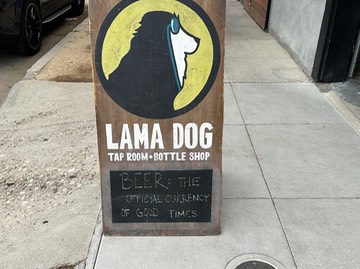 LAMA DOG
TAP ROOM • BOTTLE SHOP
BEER: THE
OFFICIAL CURRENCY
OF GOOD TIMES